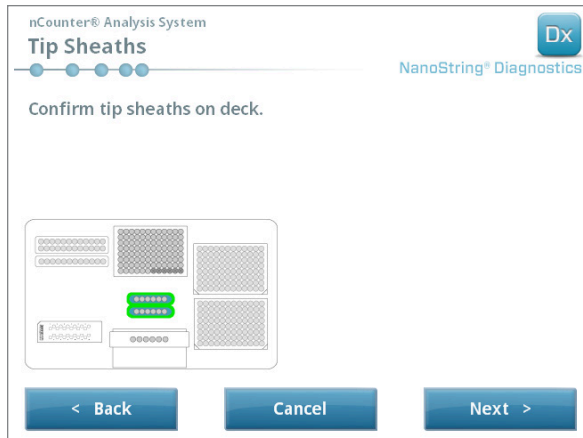 nCounter® Analysis System
Tip Sheaths
Dx
NanoString® Diagnostics
Confirm tip sheaths on deck.
< Back
Cancel
Next >